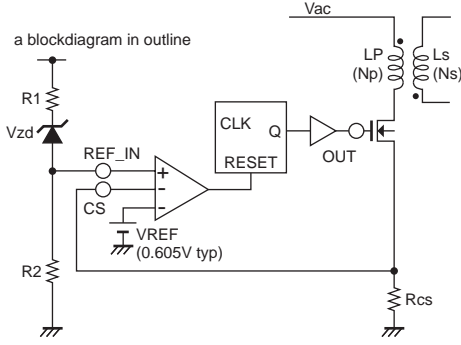 Vac
a blockdiagram in outline
LP
(Np)
Ls
(Ns)
R1
Vzd
CLK
Q
RESET
OUT
REF_IN
+
-
-
CS
VREF
(0.605V typ)
R2
Rcs